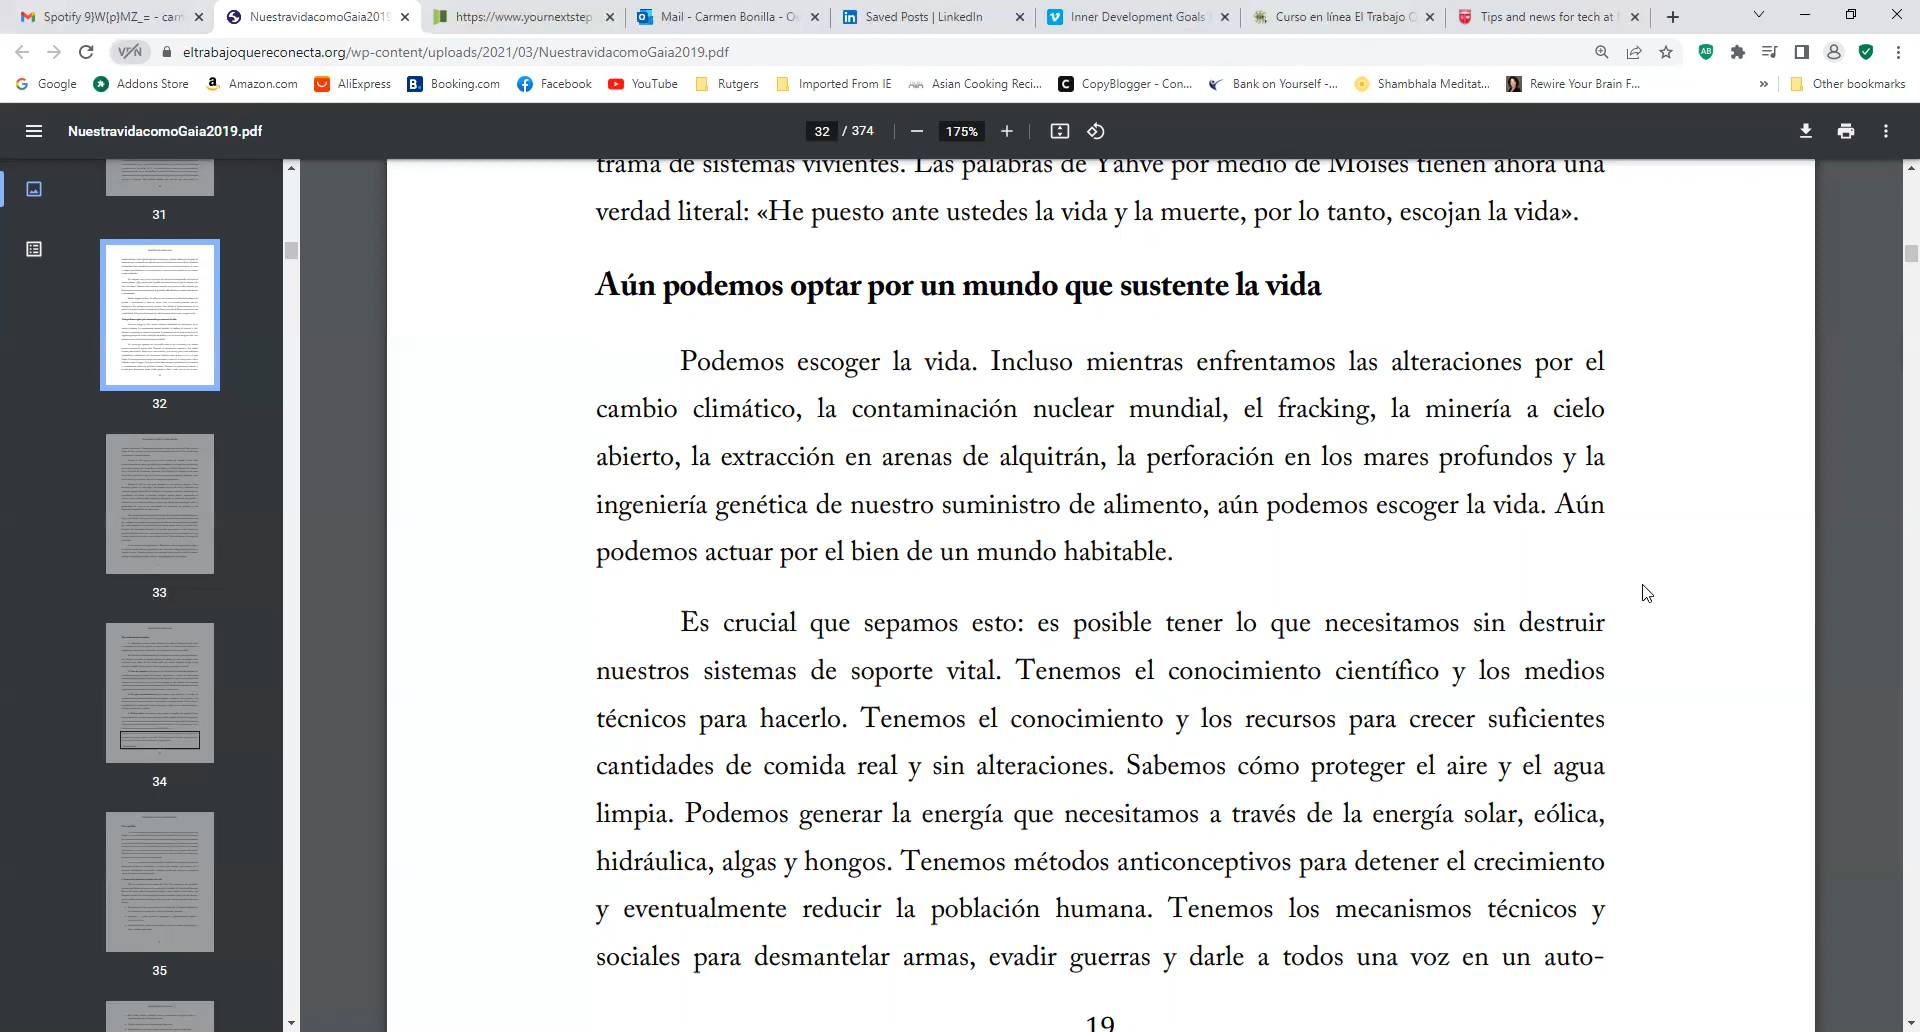 Spotify 9}W{p}MZ_= - carr
NuestravidacomoGaia2019
https://www.yournextstep
Mail - Carmen Bonilla - O
Saved Posts | LinkedIn
Inner Development Goals
Curso en línea El Trabajo
Tips and news for tech at
VPN
eltrabajoquereconecta.org/wp-content/uploads/2021/03/NuestravidacomoGaia2019.pdf
Google
Addons Store
Amazon.com
AliExpress
Booking.com
Facebook
YouTube
Rutgers
Imported From IE
Asian Cooking Reci...
CopyBlogger - Con...
Bank on Yourself -...
Shambhala Meditat...
Rewire Your Brain F...
Other bookmarks
NuestravidacomoGaia2019.pdf
32 / 374
175%
31
32
33
34
35
trama de sistemas vivientes. Las palabras de Yahvé por medio de Moisés tienen ahora una
verdad literal: «He puesto ante ustedes la vida y la muerte, por lo tanto, escojan la vida».
Aún podemos optar por un mundo que sustente la vida
Podemos escoger la vida. Incluso mientras enfrentamos las alteraciones por el
cambio climático, la contaminación nuclear mundial, el fracking, la minería a cielo
abierto, la extracción en arenas de alquitrán, la perforación en los mares profundos y la
ingeniería genética de nuestro suministro de alimento, aún podemos escoger la vida. Aún
podemos actuar por el bien de un mundo habitable.
Es crucial que sepamos esto: es posible tener lo que necesitamos sin destruir
nuestros sistemas de soporte vital. Tenemos el conocimiento científico y los medios
técnicos para hacerlo. Tenemos el conocimiento y los recursos para crecer suficientes
cantidades de comida real y sin alteraciones. Sabemos cómo proteger el aire y el agua
limpia. Podemos generar la energía que necesitamos a través de la energía solar, eólica,
hidráulica, algas y hongos. Tenemos métodos anticonceptivos para detener el crecimiento
y eventualmente reducir la población humana. Tenemos los mecanismos técnicos y
sociales para desmantelar armas, evadir guerras y darle a todos una voz en un auto-
19